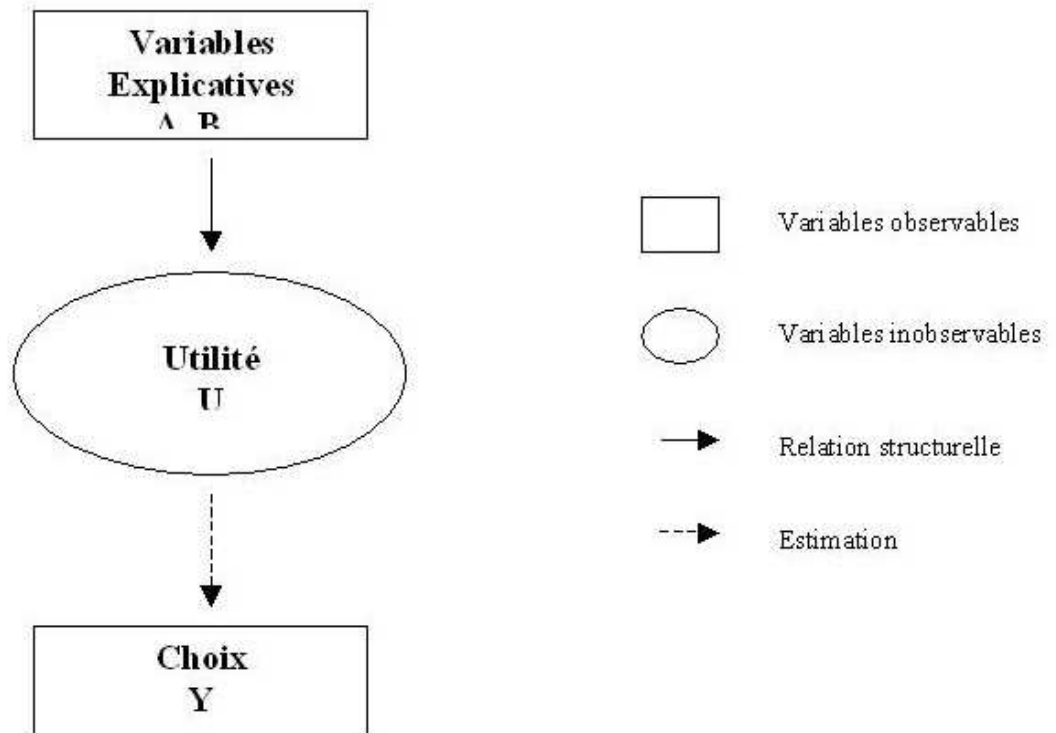 Variables
Explicatives
A B
Utilité
U
Choix
Y
Variables observables
Variables inobservables
Relation structurelle
Estimation